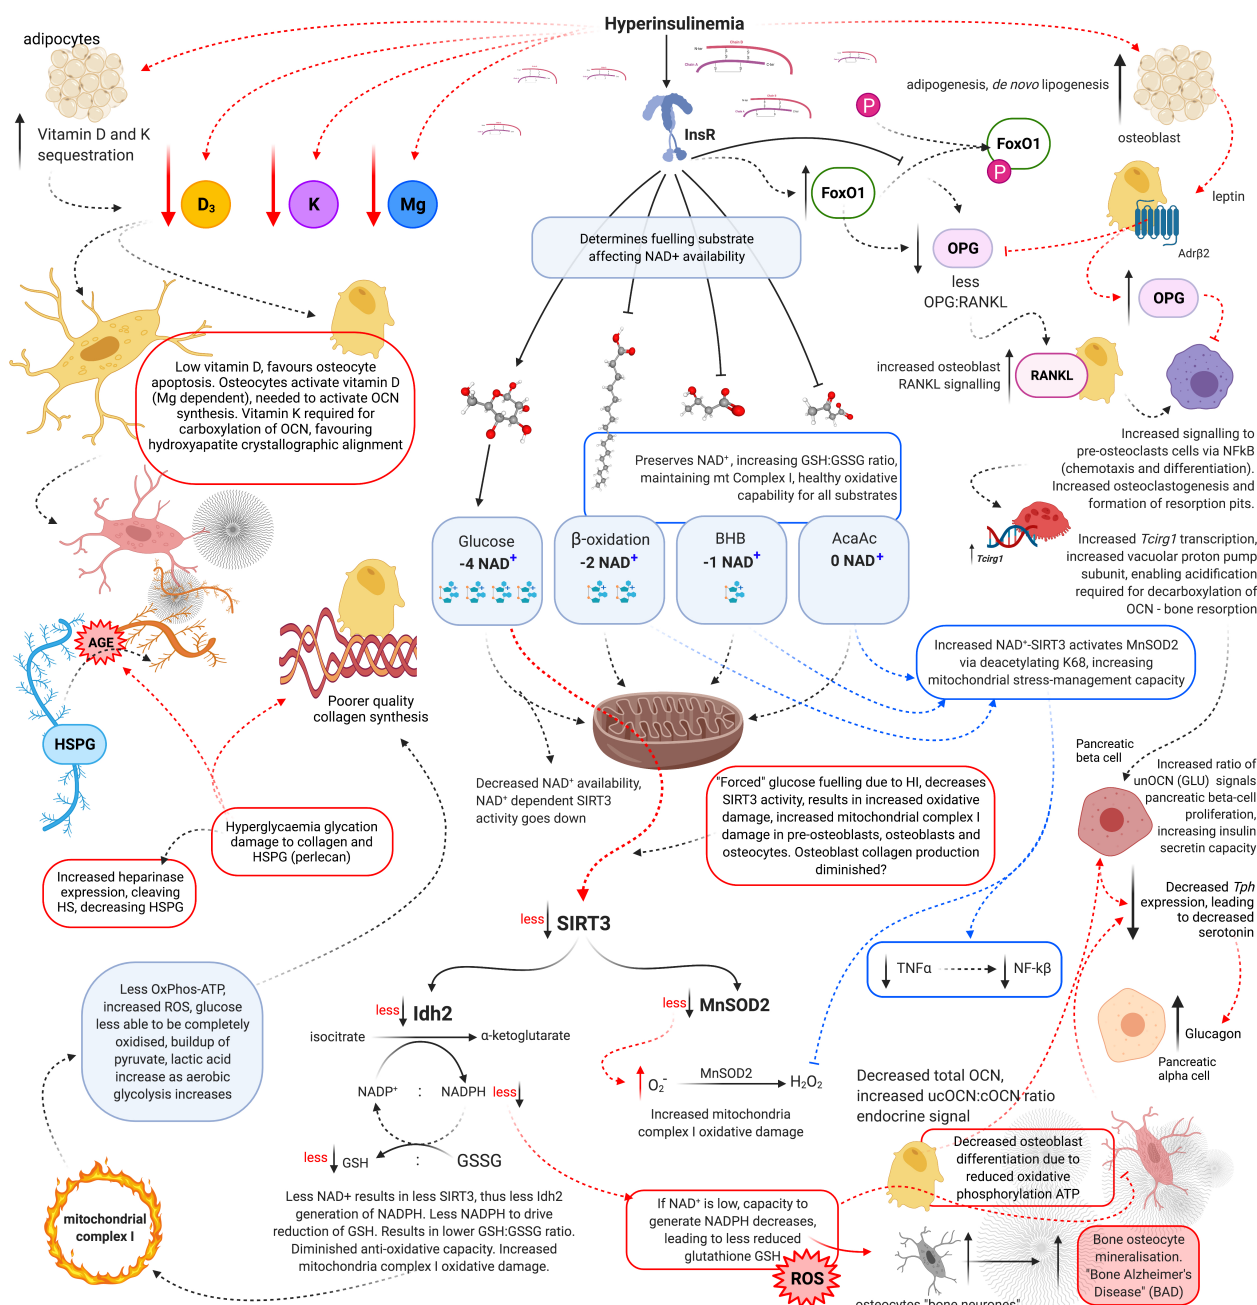 Hyperinsulinemia
adipocytes
Vitamin D and K
sequestration
D3
K
Mg
InsR
P
FoxO1
P
FoxO1
adipogenesis, de novo lipogenesis
osteoblast
leptin
Adrβ2
OPG
less
OPG:RANKL
OPG
increased osteoblast
RANKL signalling
RANKL
Determines fuelling substrate
affecting NAD+ availability
Low vitamin D, favours osteocyte
apoptosis. Osteocytes activate vitamin D
(Mg dependent), needed to activate OCN
synthesis. Vitamin K required for
carboxylation of OCN, favouring
hydroxyapatite crystallographic alignment
Preserves NAD+, increasing GSH:GSSG ratio,
maintaining mt Complex I, healthy oxidative
capability for all substrates
Increased signalling to
pre-osteoclasts cells via NFkB
(chemotaxis and differentiation).
Increased osteoclastogenesis and
formation of resorption pits.
Tcirg1
Increased Tcirg1 transcription,
increased vacuolar proton pump
subunit, enabling acidification
required for decarboxylation of
OCN - bone resorption
Glucose
-4 NAD+
β-oxidation
-2 NAD+
BHB
-1 NAD+
AcaAc
0 NAD+
AGE
HSPG
Poorer quality
collagen synthesis
Increased NAD+-SIRT3 activates MnSOD2
via deacetylating K68, increasing
mitochondrial stress-management capacity
Decreased NAD+ availability,
NAD+ dependent SIRT3
activity goes down
"Forced" glucose fuelling due to HI, decreases
SIRT3 activity, results in increased oxidative
damage, increased mitochondrial complex I
damage in pre-osteoblasts, osteoblasts and
osteocytes. Osteoblast collagen production
diminished?
Pancreatic
beta cell
Increased ratio of
unOCN (GLU) signals
pancreatic beta-cell
proliferation,
increasing insulin
secretin capacity
Hyperglycaemia glycation
damage to collagen and
HSPG (perlecan)
Increased heparinase
expression, cleaving
HS, decreasing HSPG
less
SIRT3
Decreased Tph
expression, leading
to decreased
serotonin
TNFα
NF-kβ
Less OxPhos-ATP,
increased ROS, glucose
less able to be completely
oxidised, buildup of
pyruvate, lactic acid
increase as aerobic
glycolysis increases
less
Idh2
isocitrate
α-ketoglutarate
less
MnSOD2
O2-
MnSOD2
H2O2
Increased mitochondria
complex I oxidative damage
NADP+
:
NADPH
less
less
GSH
:
GSSG
Glucagon
Pancreatic
alpha cell
Decreased total OCN,
increased ucOCN:cOCN ratio
endocrine signal
Decreased osteoblast
differentiation due to
reduced oxidative
phosphorylation ATP
Less NAD+ results in less SIRT3, thus less Idh2
generation of NADPH. Less NADPH to drive
reduction of GSH. Results in lower GSH:GSSG ratio.
Diminished anti-oxidative capacity. Increased
mitochondria complex I oxidative damage.
mitochondrial
complex I
If NAD+ is low, capacity to
generate NADPH decreases,
leading to less reduced
glutathione GSH
ROS
Bone osteocyte
mineralisation.
"Bone Alzheimer's
Disease" (BAD)
osteocytes "bone neurones"